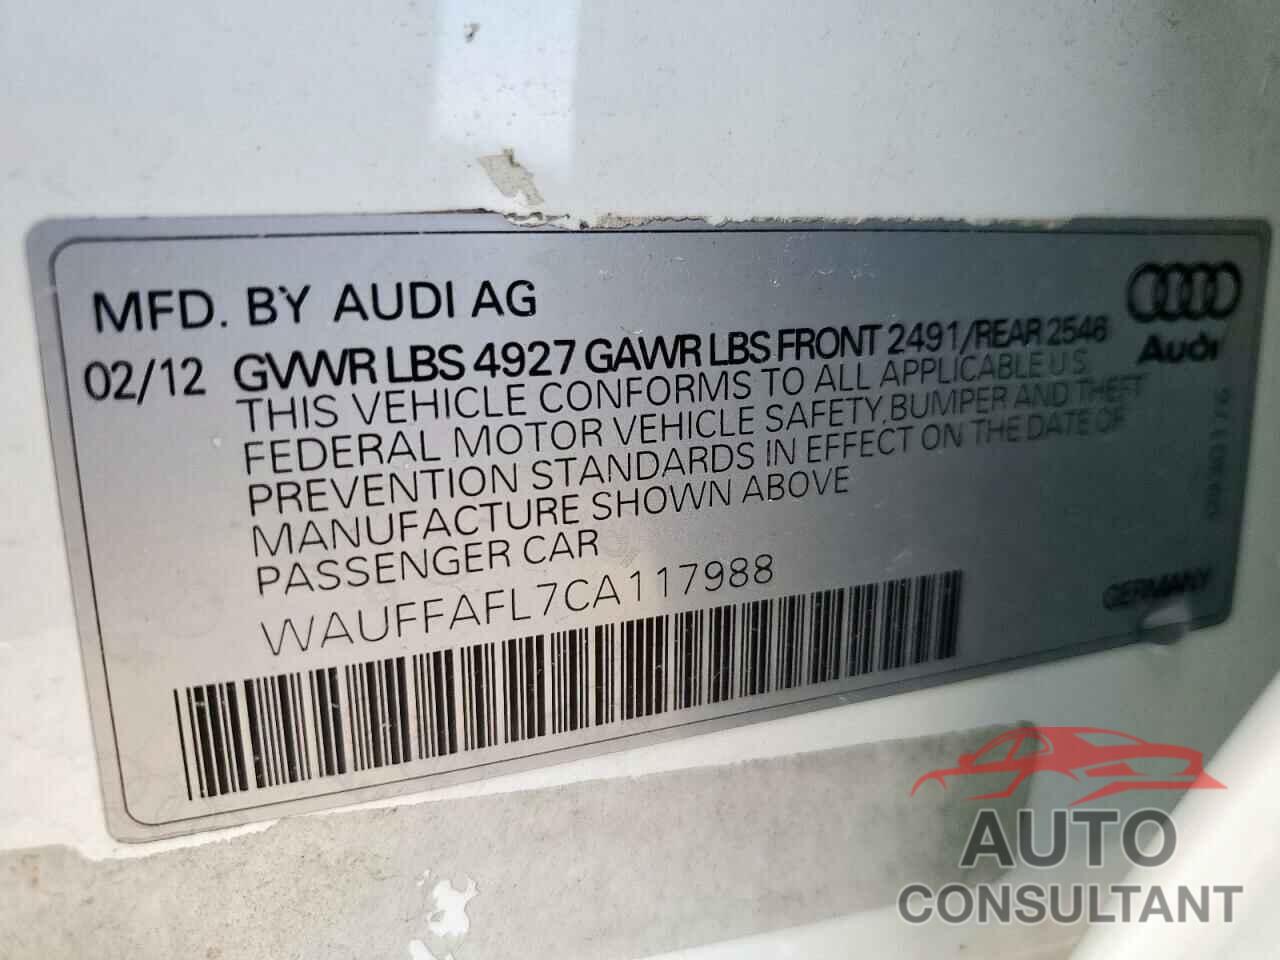 MFD. BY AUDI AG
02/12 GVWR LBS 4927 GAWR LBS FRONT 2491/REAR 2546
Audi
THIS VEHICLE CONFORMS TO ALL APPLICABLE U.S.
FEDERAL MOTOR VEHICLE SAFETY, BUMPER AND THEFT
PREVENTION STANDARDS IN EFFECT ON THE DATE OF
MANUFACTURE SHOWN ABOVE
PASSENGER CAR
WAUFFAFL7CA117988
GERMANY
AUTO
CONSULTANT